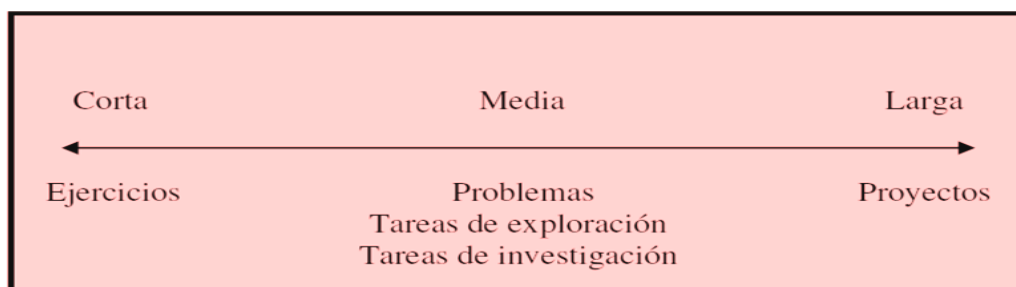 Corta Media Larga
Ejercicios Problemas Proyectos
Tareas de exploración
Tareas de investigación